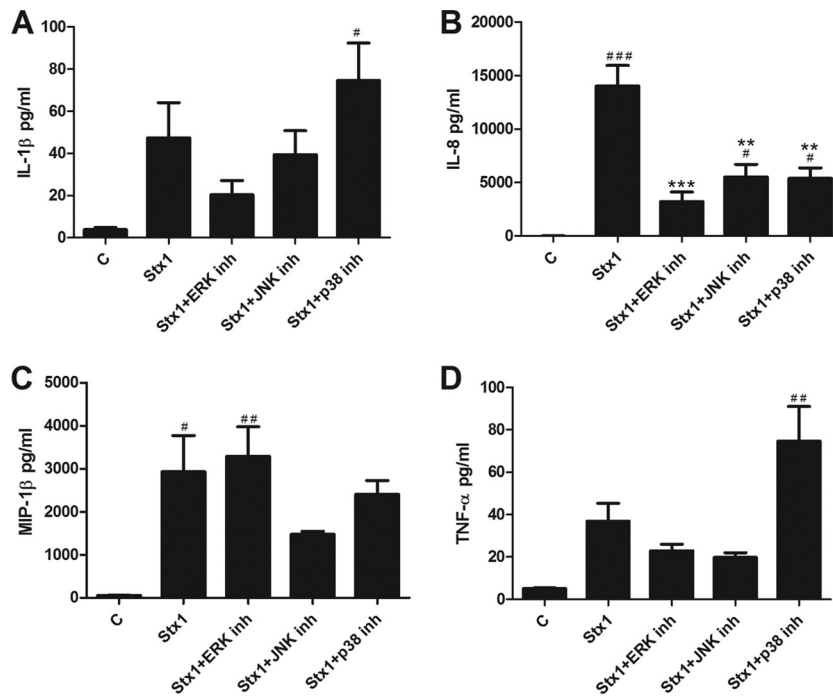 A
IL-1β pg/ml
100
80
60
40
20
0
#
C
Stx1
Stx1+ERK inh
Stx1+JNK inh
Stx1+p38 inh
B
IL-8 pg/ml
20000
15000
10000
5000
0
###
***
**
#
**
#
C
Stx1
Stx1+ERK inh
Stx1+JNK inh
Stx1+p38 inh
C
MIP-1β pg/ml
5000
4000
3000
2000
1000
0
#
##
C
Stx1
Stx1+ERK inh
Stx1+JNK inh
Stx1+p38 inh
D
TNF-α pg/ml
100
80
60
40
20
0
##
C
Stx1
Stx1+ERK inh
Stx1+JNK inh
Stx1+p38 inh